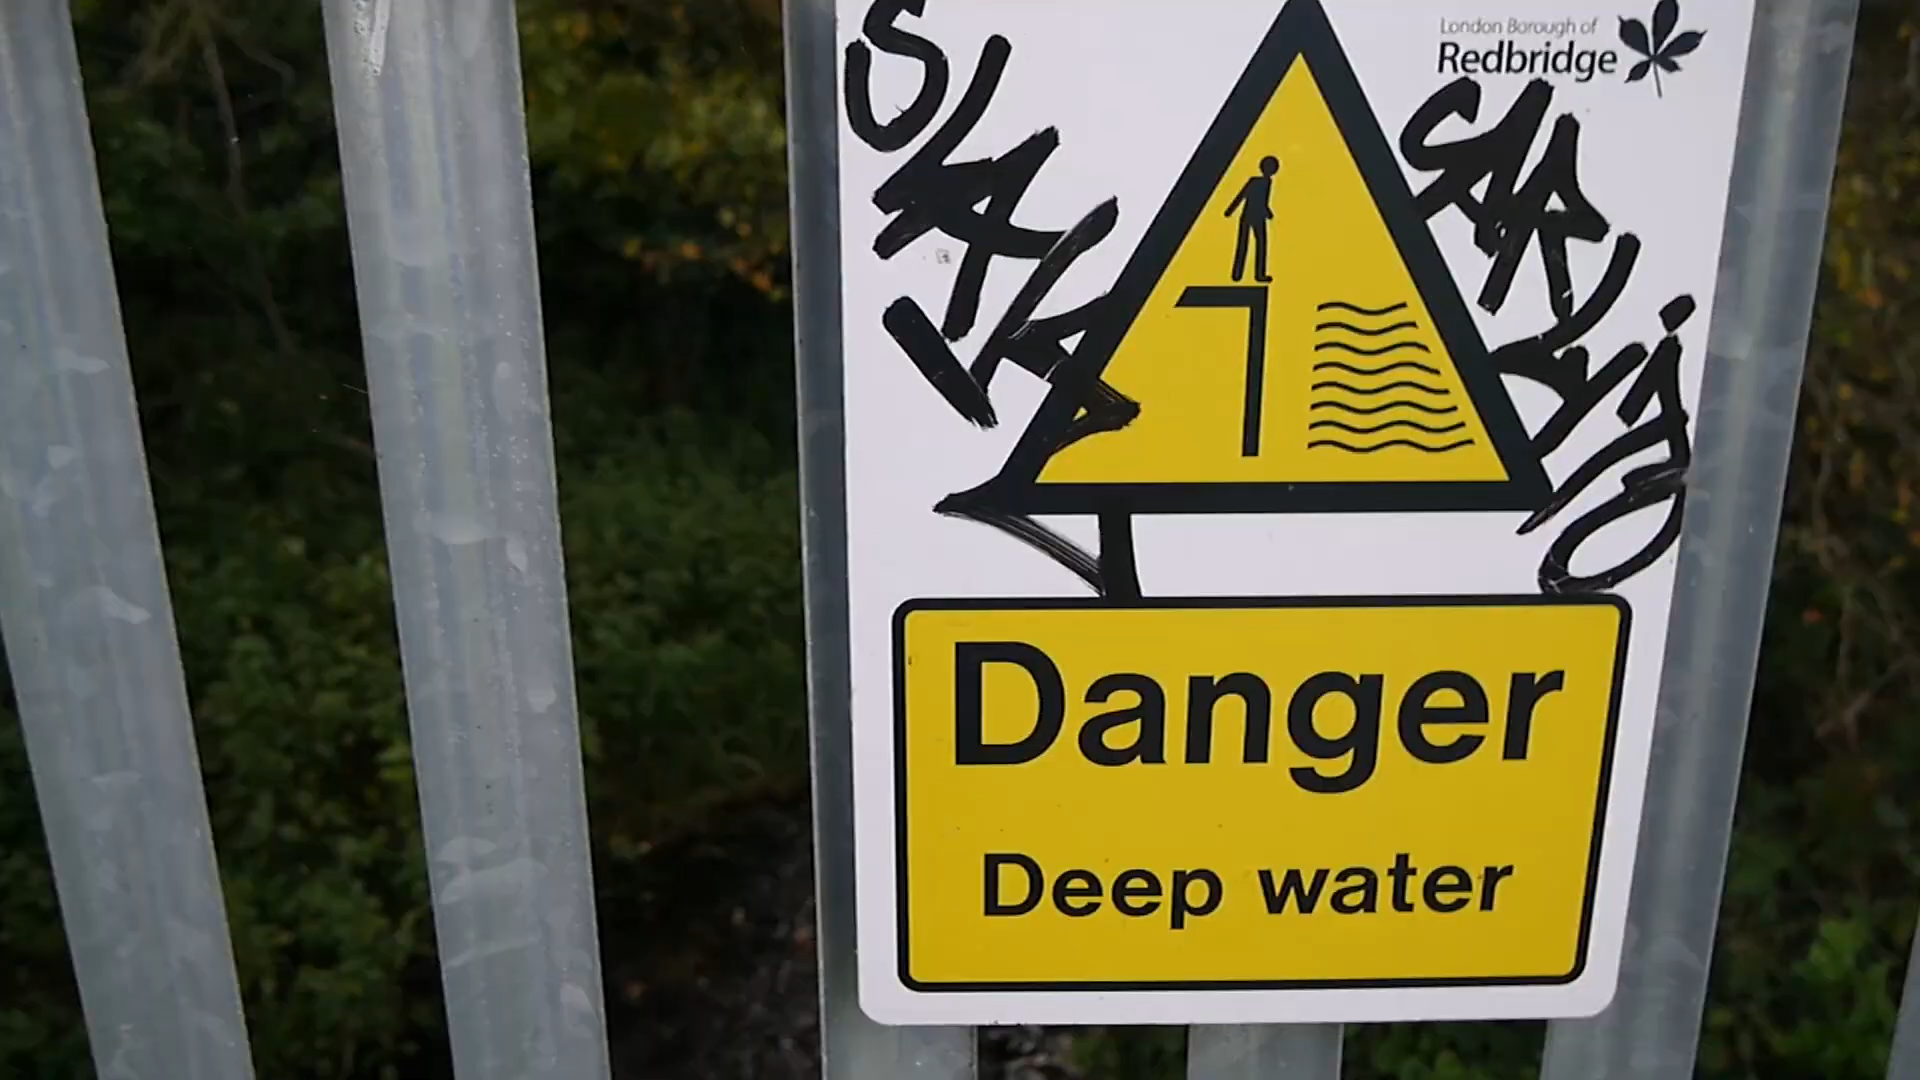 London Borough of
Redbridge
Danger
Deep water